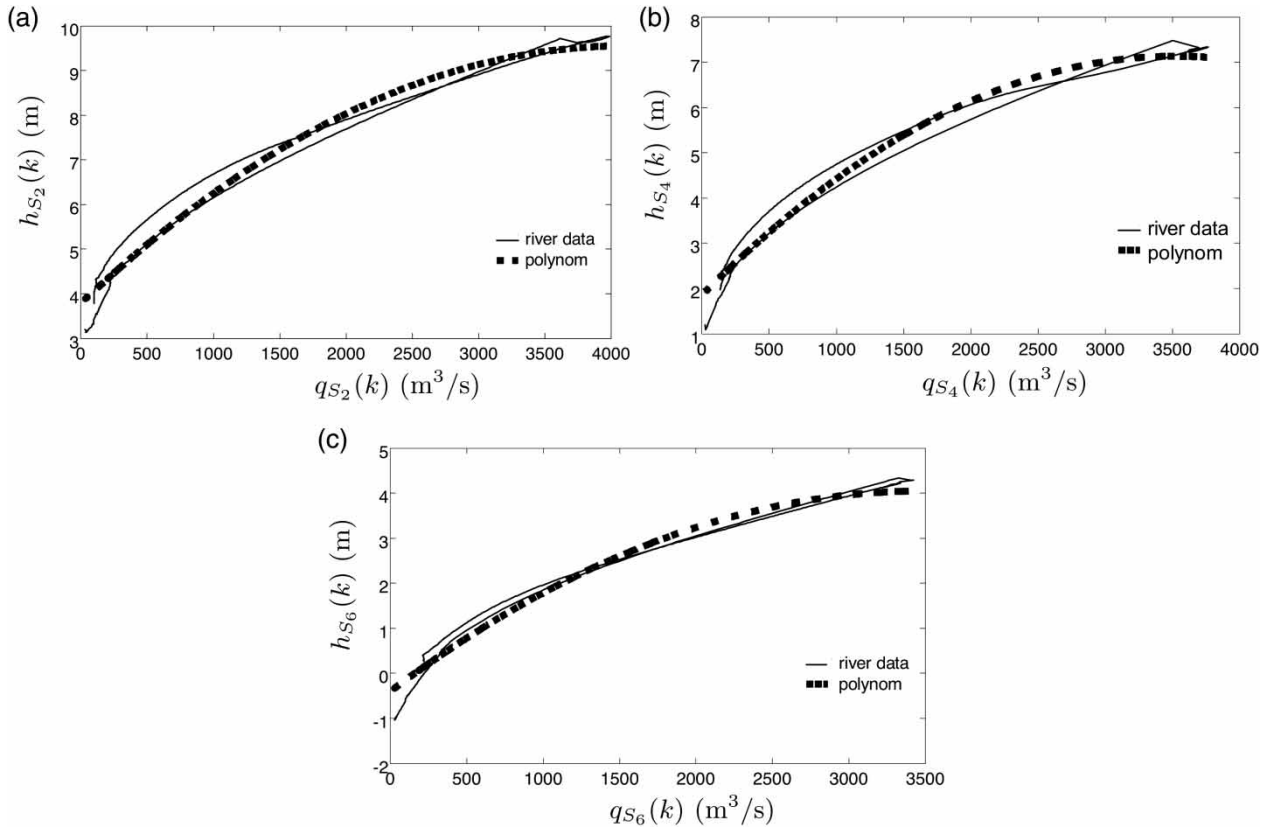 (a)
10
9
8
7
6
5
4
3
h_{S_2}(k) (m)
river data
polynom
0 500 1000 1500 2000 2500 3000 3500 4000
q_{S_2}(k) (m³/s)
(b)
8
7
6
5
4
3
2
1
h_{S_4}(k) (m)
river data
polynom
0 500 1000 1500 2000 2500 3000 3500 4000
q_{S_4}(k) (m³/s)
(c)
5
4
3
2
1
0
-1
-2
h_{S_6}(k) (m)
river data
polynom
0 500 1000 1500 2000 2500 3000 3500
q_{S_6}(k) (m³/s)